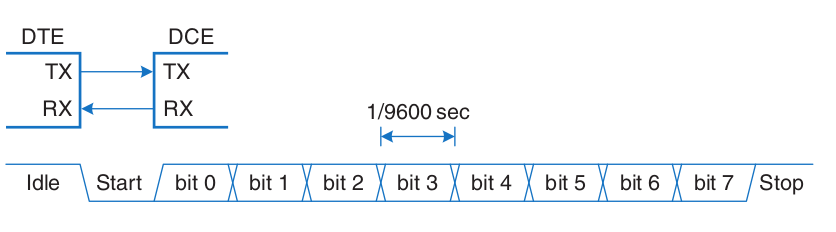 DTE DCE
TX TX
RX RX
1/9600 sec
Idle Start bit 0 bit 1 bit 2 bit 3 bit 4 bit 5 bit 6 bit 7 Stop